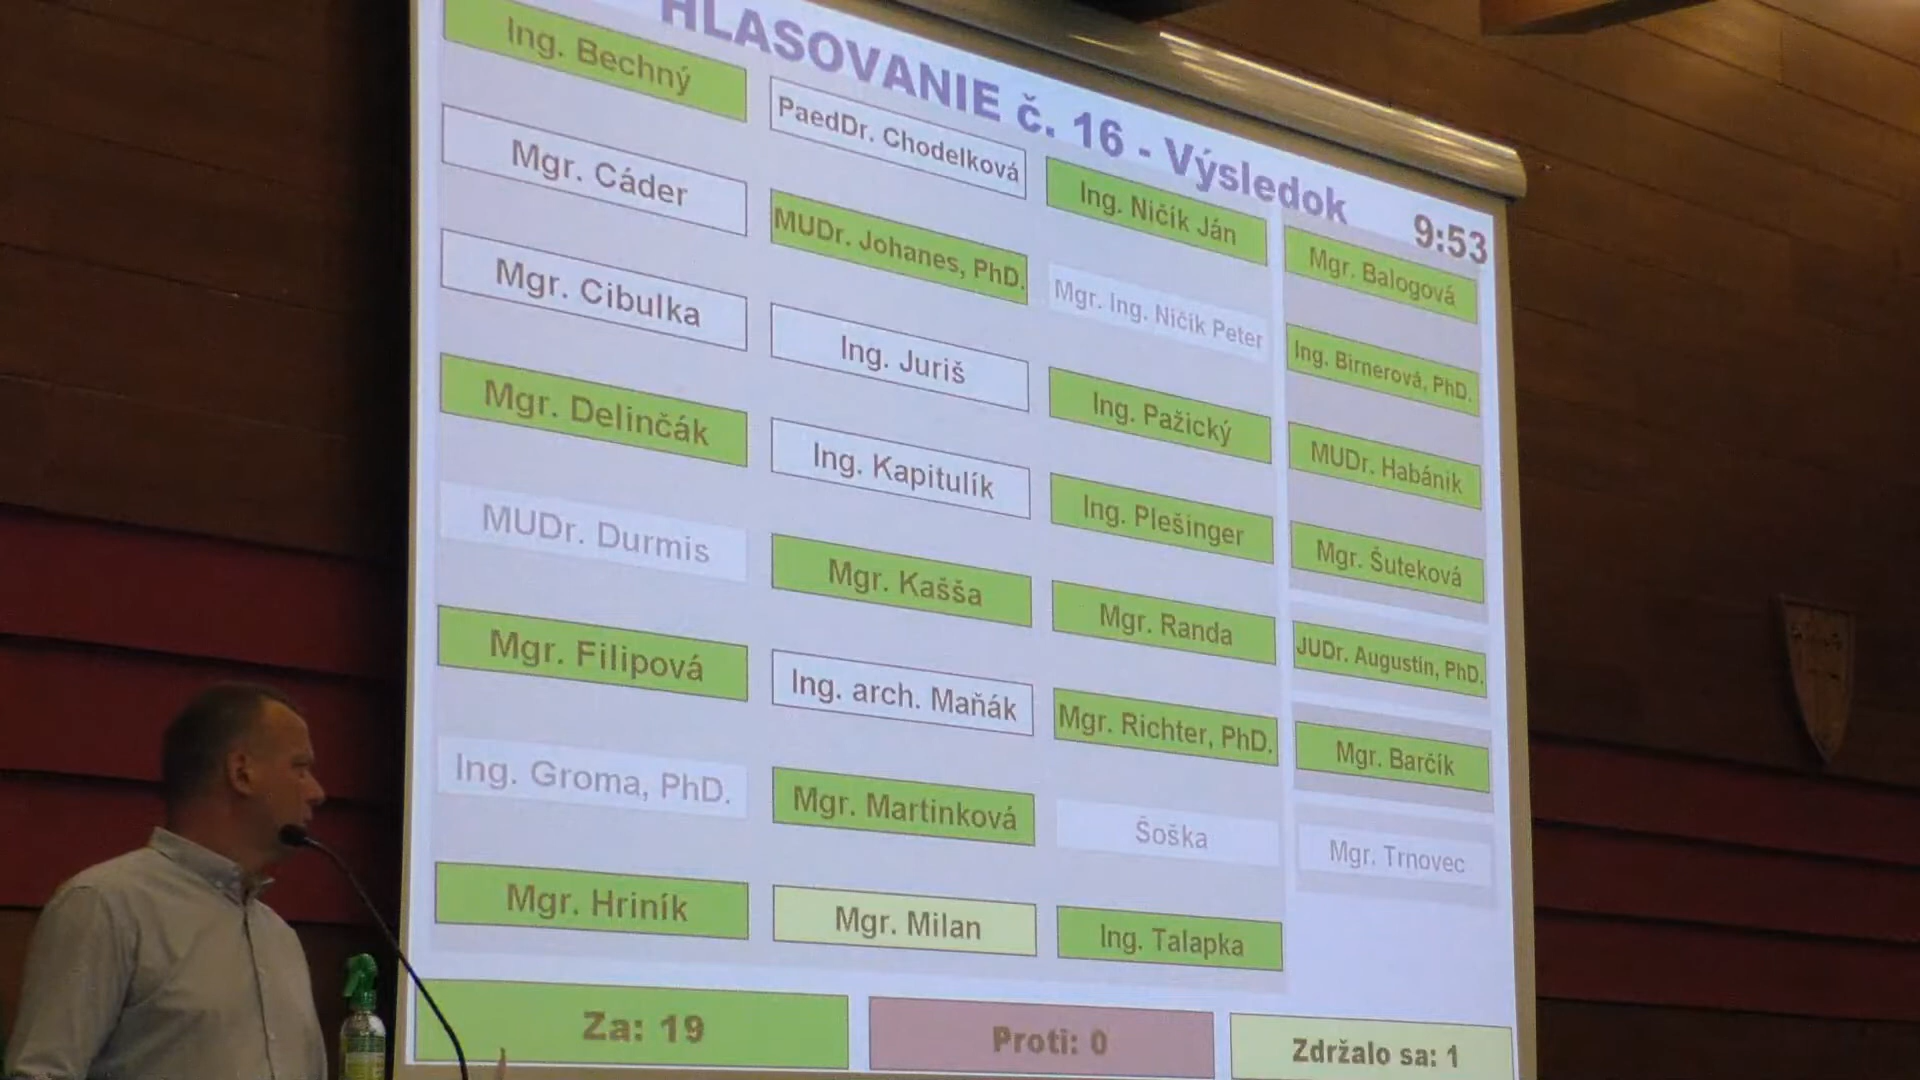 HLASOVANIE č. 16 - Výsledok
9:53
Ing. Bechný
Mgr. Cáder
Mgr. Cibulka
Mgr. Delinčák
MUDr. Durmis
Mgr. Filipová
Ing. Groma, PhD.
Mgr. Hriník
PaedDr. Chodelková
MUDr. Johanes, PhD.
Ing. Juriš
Ing. Kapitulík
Mgr. Kašša
Ing. arch. Maňák
Mgr. Martinková
Mgr. Milan
Ing. Ničík Ján
Mgr. Ing. Ničík Peter
Ing. Pažický
Ing. Plešinger
Mgr. Randa
Mgr. Richter, PhD.
Šoška
Ing. Talapka
Mgr. Balogová
Ing. Birnerová, PhD.
MUDr. Habánik
Mgr. Šuteková
JUDr. Augustín, PhD.
Mgr. Barčík
Mgr. Trnovec
Za: 19
Proti: 0
Zdržalo sa: 1